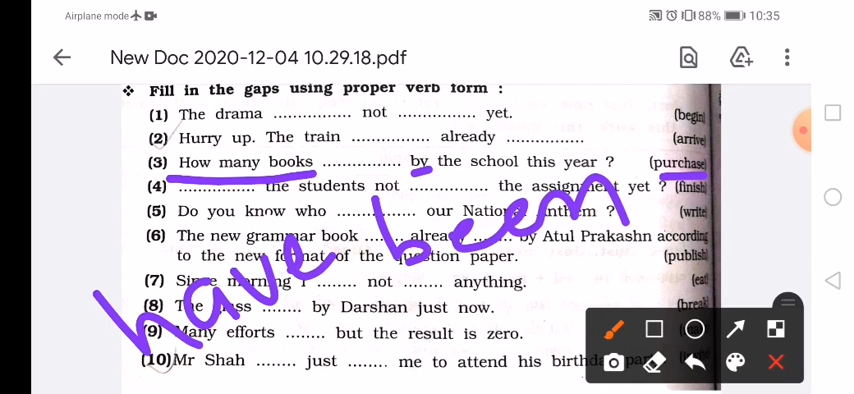 Airplane mode 88% 10:35
New Doc 2020-12-04 10.29.18.pdf
❖ Fill in the gaps using proper verb form :
(1) The drama ............... not ............... yet. (begin)
(2) Hurry up. The train ............... already ............... (arrive)
(3) How many books ............... by the school this year ? (purchase)
(4) ............... the students not ............... the assignment yet ? (finish)
(5) Do you know who ............... our National Anthem ? (write)
(6) The new grammar book ........ already ........ by Atul Prakashn according
to the new format of the question paper. (publish)
(7) Since morning I ........ not ........ anything. (eat)
(8) The glass ........ by Darshan just now. (break)
(9) Many efforts ........ but the result is zero.
(10) Mr Shah ........ just ........ me to attend his birthday
have been